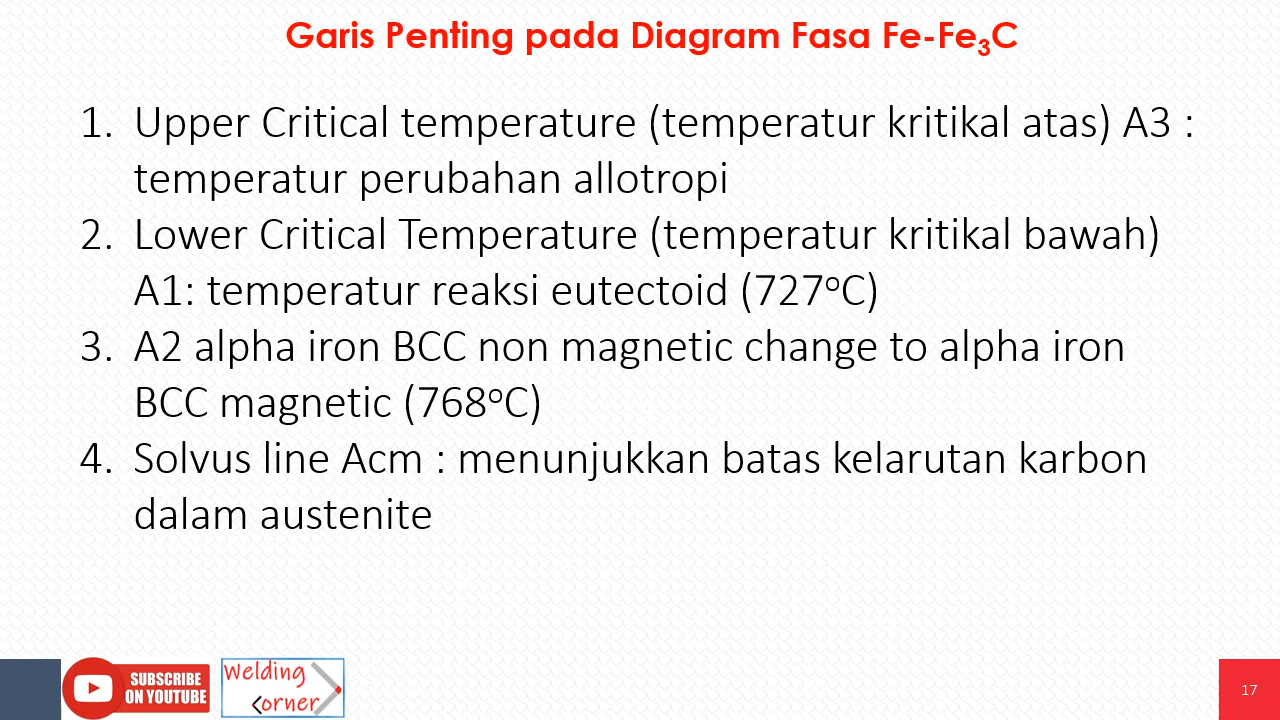 Garis Penting pada Diagram Fasa Fe-Fe₃C
1. Upper Critical temperature (temperatur kritikal atas) A3 :
temperatur perubahan allotropi
2. Lower Critical Temperature (temperatur kritikal bawah)
A1: temperatur reaksi eutectoid (727ºC)
3. A2 alpha iron BCC non magnetic change to alpha iron
BCC magnetic (768ºC)
4. Solvus line Acm : menunjukkan batas kelarutan karbon
dalam austenite
SUBSCRIBE
ON YOUTUBE
Welding
Corner
17